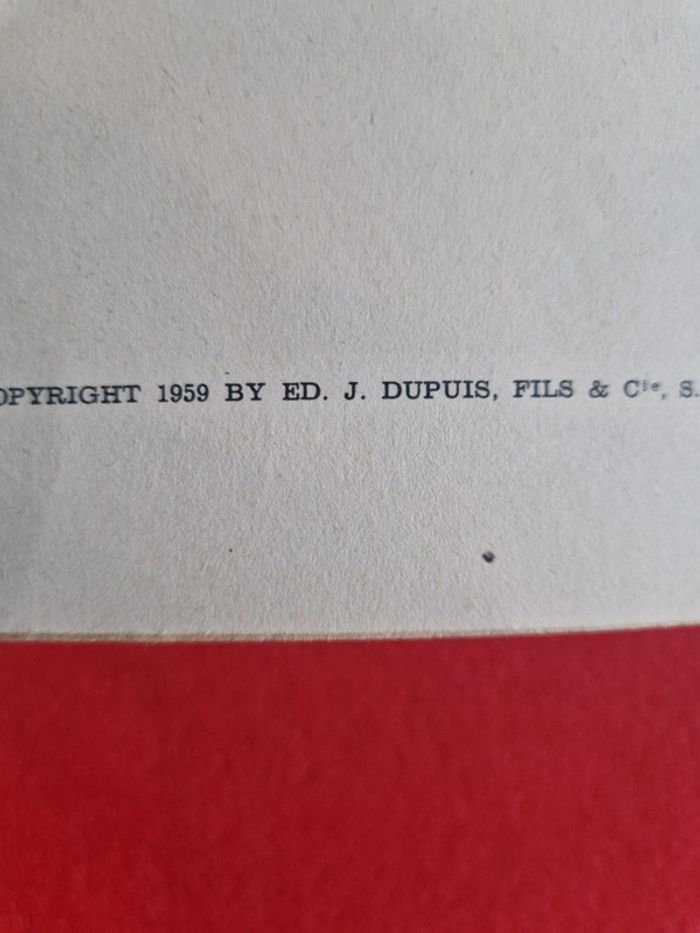 OPYRIGHT 1959 BY ED. J. DUPUIS, FILS & Cie, S.